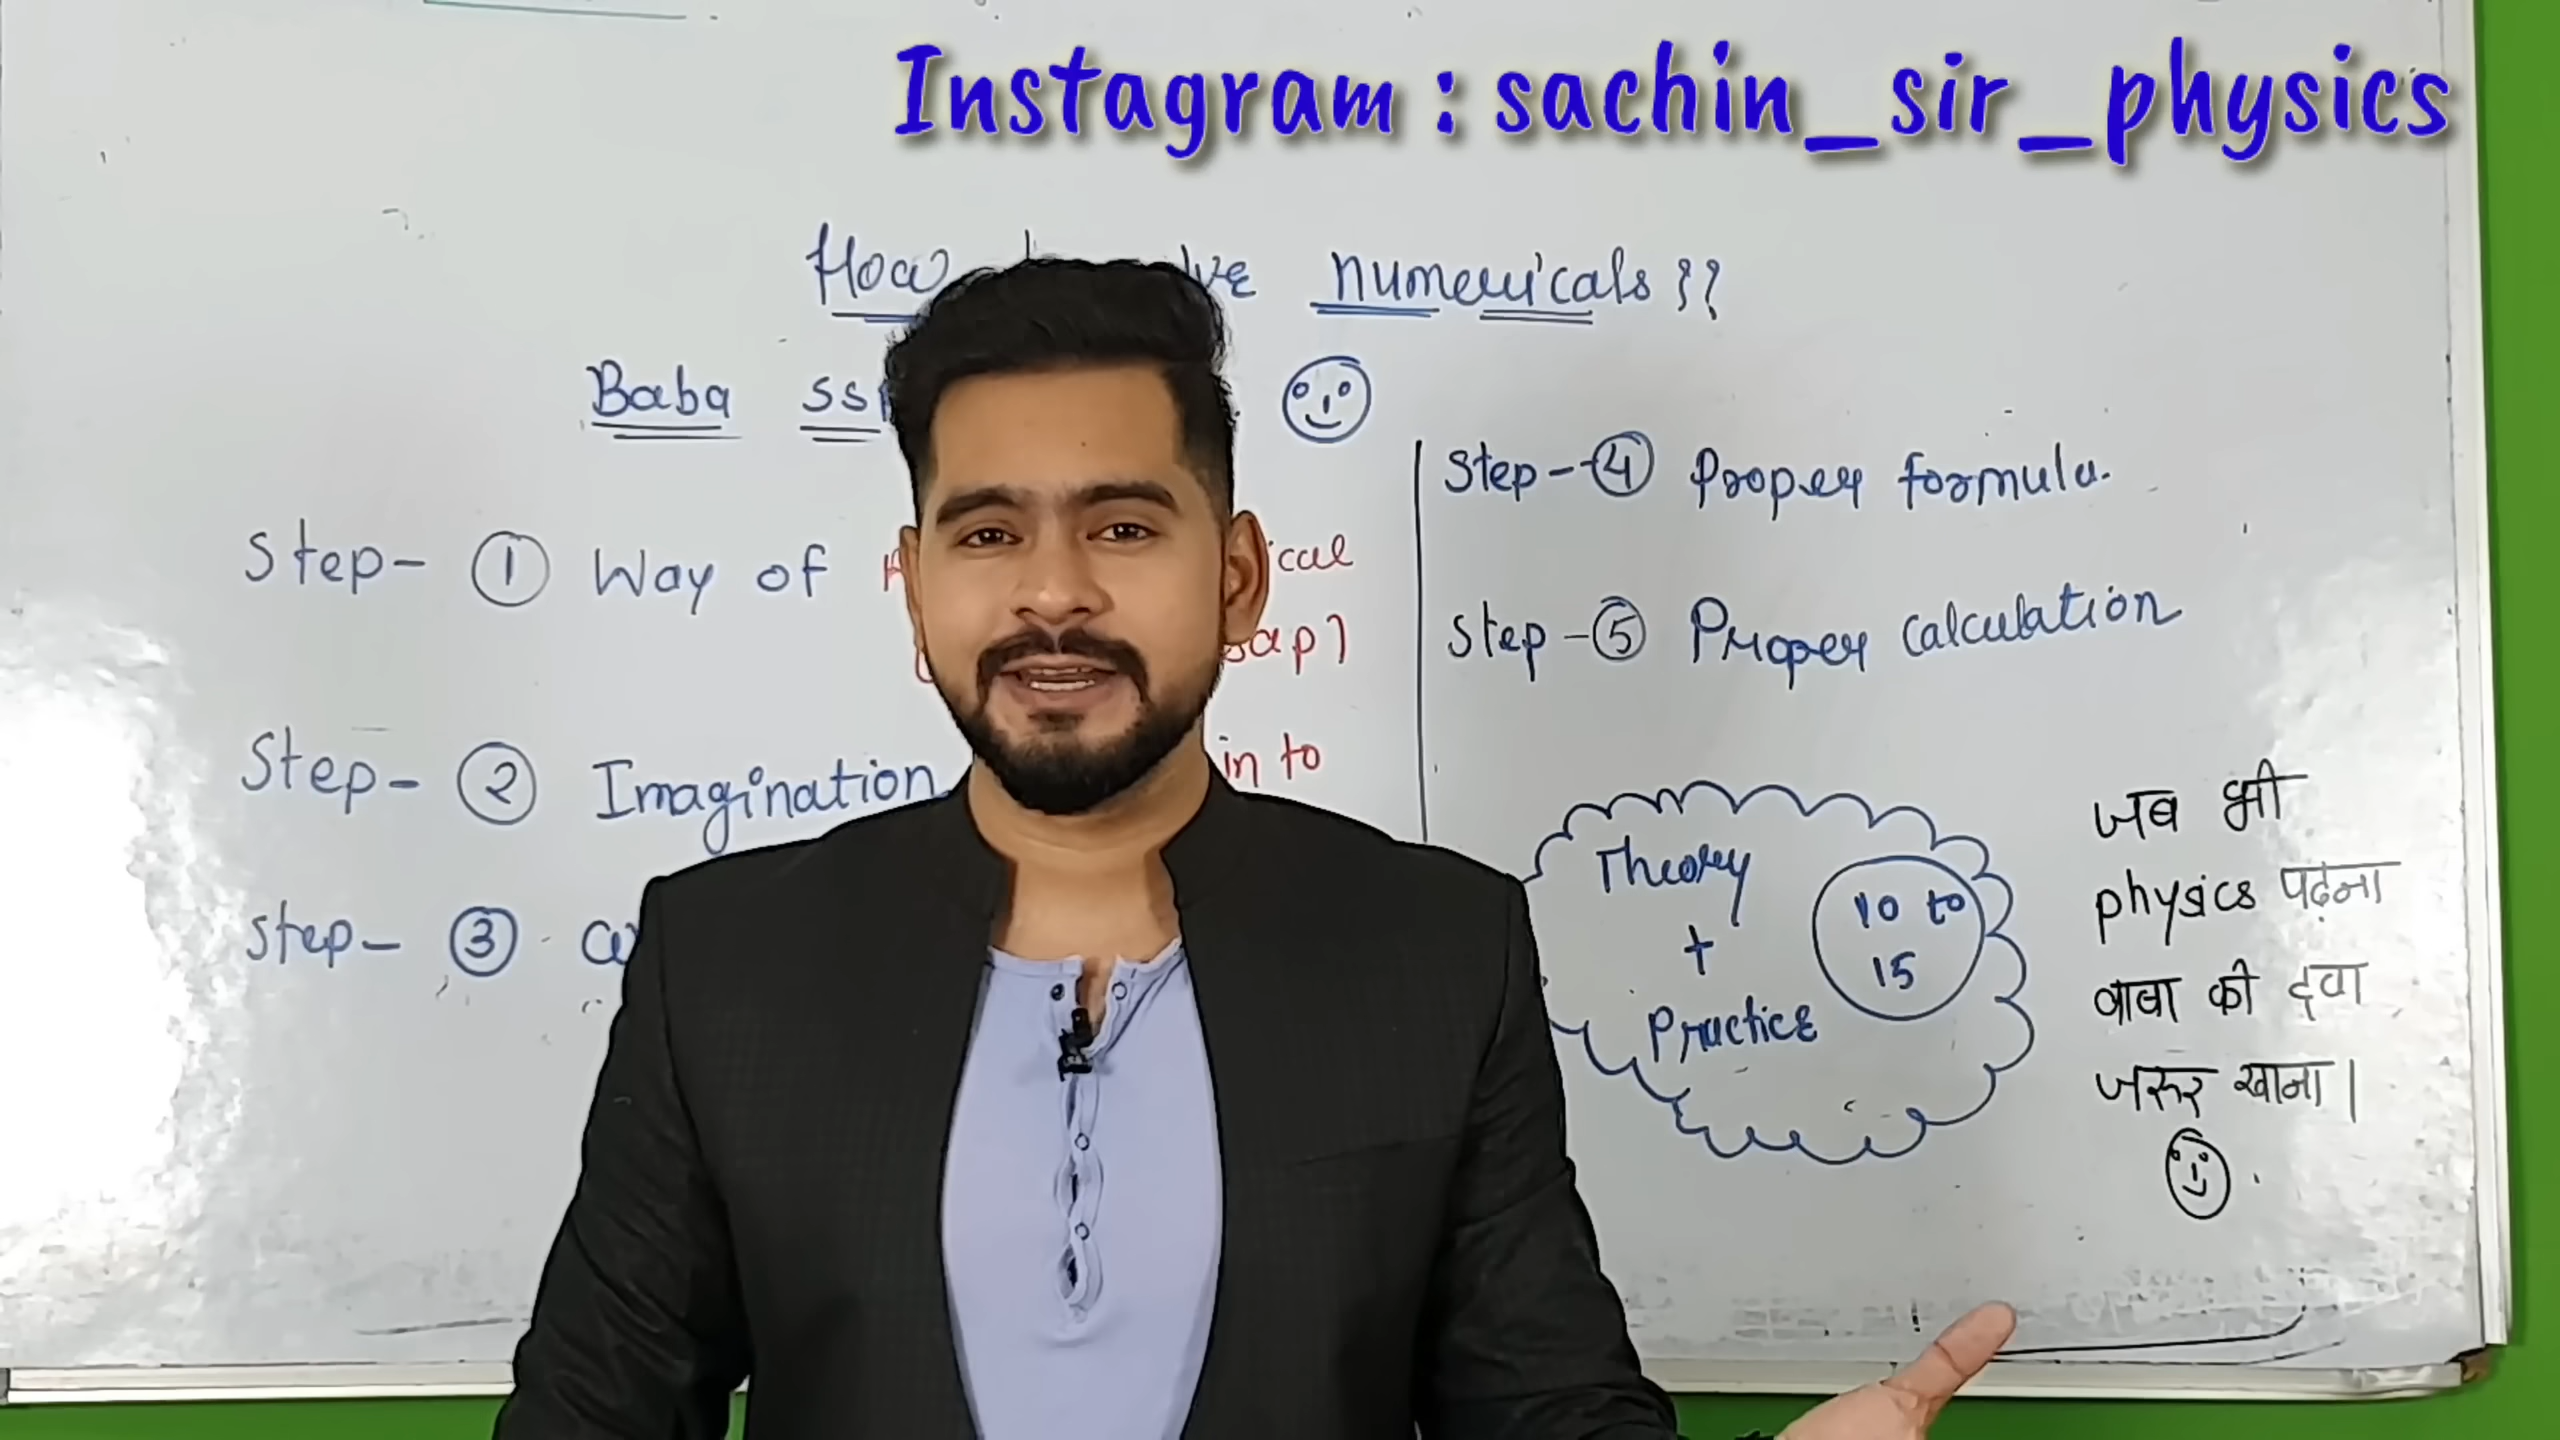 Instagram : sachin_sir_physics
How numericals ??
Baba
Step- ① Way of
Step- ② Imagination in to
Step- ③
Step- ④ Proper formula.
Step- ⑤ Proper calculation
Theory
+
Practice
10 to
15
जब भी
physics पढ़ना
बाबा की दवा
जरूर खाना।